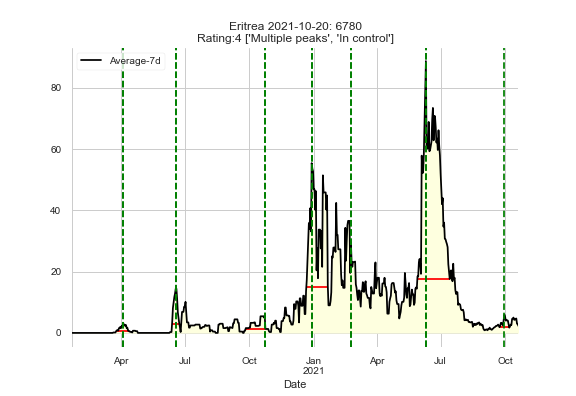 Eritrea 2021-10-20: 6780
Rating:4 ['Multiple peaks', 'In control']
Average-7d
80
60
40
20
0
Apr Jul Oct Jan Apr Jul Oct
2021
Date